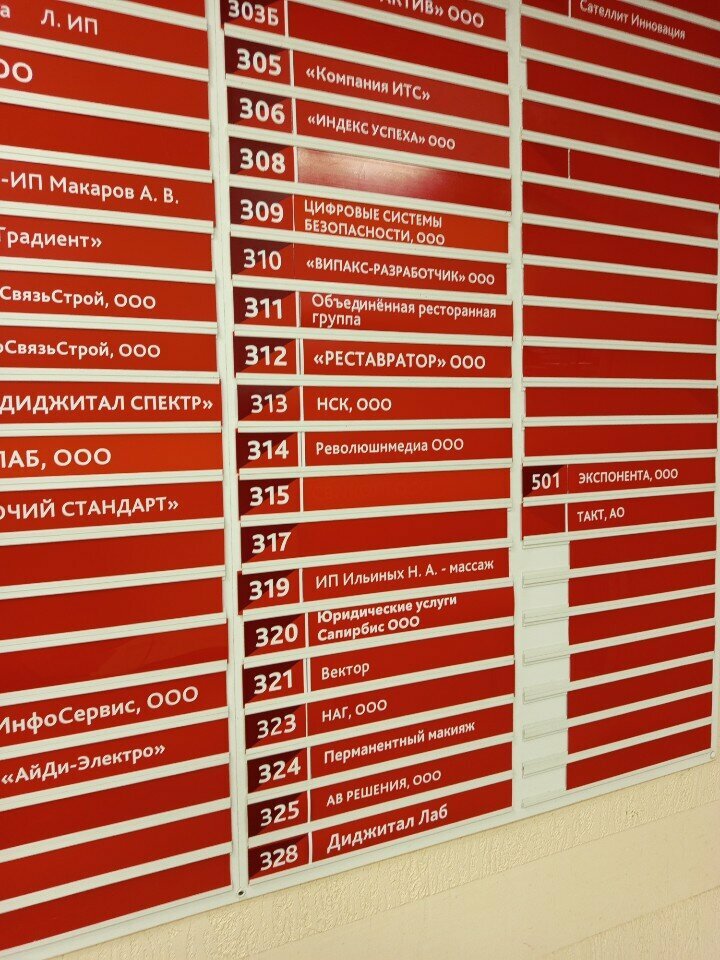 Л. ИП
-ИП Макаров А. В.
Градиент»
СвязьСтрой, ООО
оСвязьСтрой, ООО
ДИДЖИТАЛ СПЕКТР»
ЛАБ, ООО
ОЧИЙ СТАНДАРТ»
ИнфоСервис, ООО
«АйДи-Электро»
303Б АКТИВ» ООО
305 «Компания ИТС»
306 «ИНДЕКС УСПЕХА» ООО
308
309 ЦИФРОВЫЕ СИСТЕМЫ
БЕЗОПАСНОСТИ, ООО
310 «ВИПАКС-РАЗРАБОТЧИК» ООО
311 Объединённая ресторанная
группа
312 «РЕСТАВРАТОР» ООО
313 НСК, ООО
314 Революшнмедиа ООО
315
317
319 ИП Ильиных Н. А. - массаж
320 Юридические услуги
Сапирбис ООО
321 Вектор
323 НАГ, ООО
324 Перманентный макияж
325 АВ РЕШЕНИЯ, ООО
328 Диджитал Лаб
Сателлит Инновация
501 ЭКСПОНЕНТА, ООО
ТАКТ, АО